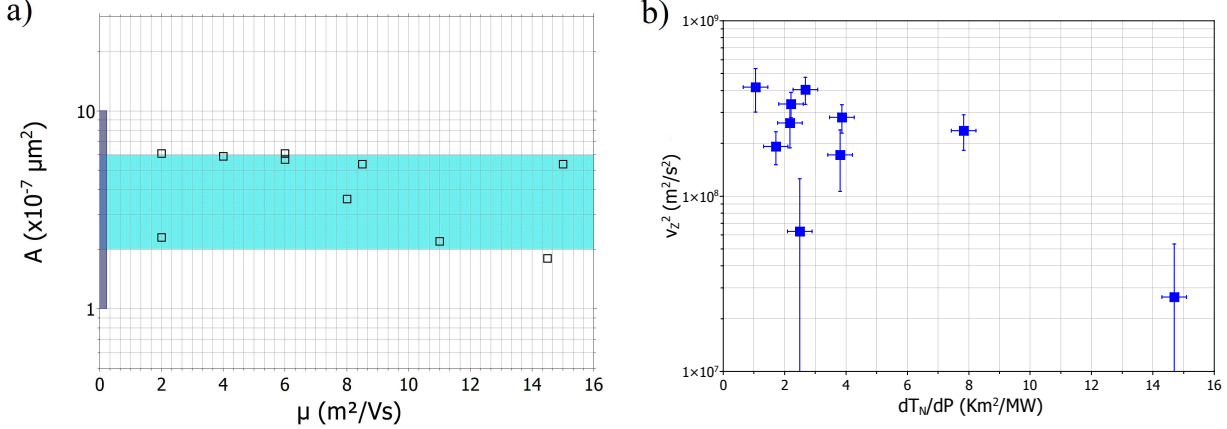 a)
A (x10⁻⁷ µm²)
10
1
0 2 4 6 8 10 12 14 16
µ (m²/Vs)
b)
v_Z² (m²/s²)
1×10⁹
1×10⁸
1×10⁷
0 2 4 6 8 10 12 14 16
dT_N/dP (Km²/MW)